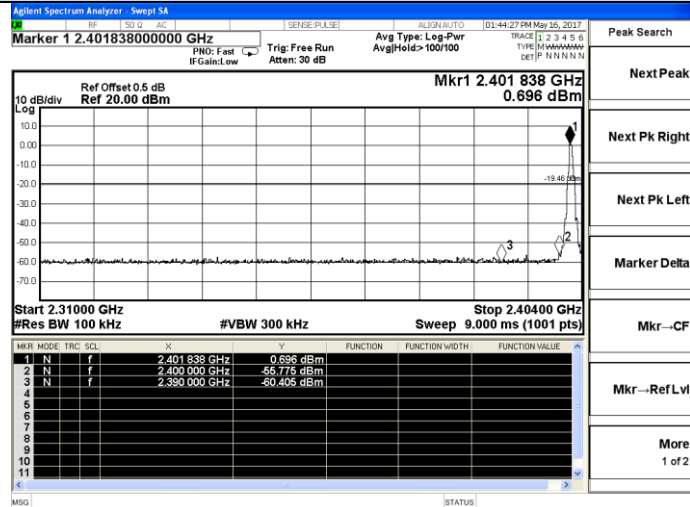 Agilent Spectrum Analyzer - Swept SA
RF 50 Ω AC SENSE:PULSE ALIGN AUTO 01:44:27 PM May 16, 2017
Marker 1 2.401838000000 GHz
PNO: Fast
IFGain:Low
Trig: Free Run
Atten: 30 dB
Avg Type: Log-Pwr
Avg|Hold:>100/100
TRACE 1 2 3 4 5 6
TYPE M W W W W W
DET P N N N N N
Mkr1 2.401 838 GHz
0.696 dBm
Ref Offset 0.5 dB
10 dB/div Ref 20.00 dBm
Log
10.0
0.00
-10.0
-20.0
-30.0
-40.0
-50.0
-60.0
-70.0
1
-19.46 dBm
2
3
Start 2.31000 GHz Stop 2.40400 GHz
#Res BW 100 kHz #VBW 300 kHz Sweep 9.000 ms (1001 pts)
MKR MODE TRC SCL X Y FUNCTION FUNCTION WIDTH FUNCTION VALUE
1 N f 2.401 838 GHz 0.696 dBm
2 N f 2.400 000 GHz -55.775 dBm
3 N f 2.390 000 GHz -60.405 dBm
4
5
6
7
8
9
10
11
MSG STATUS
Peak Search
Next Peak
Next Pk Right
Next Pk Left
Marker Delta
Mkr→CF
Mkr→Ref Lvl
More
1 of 2